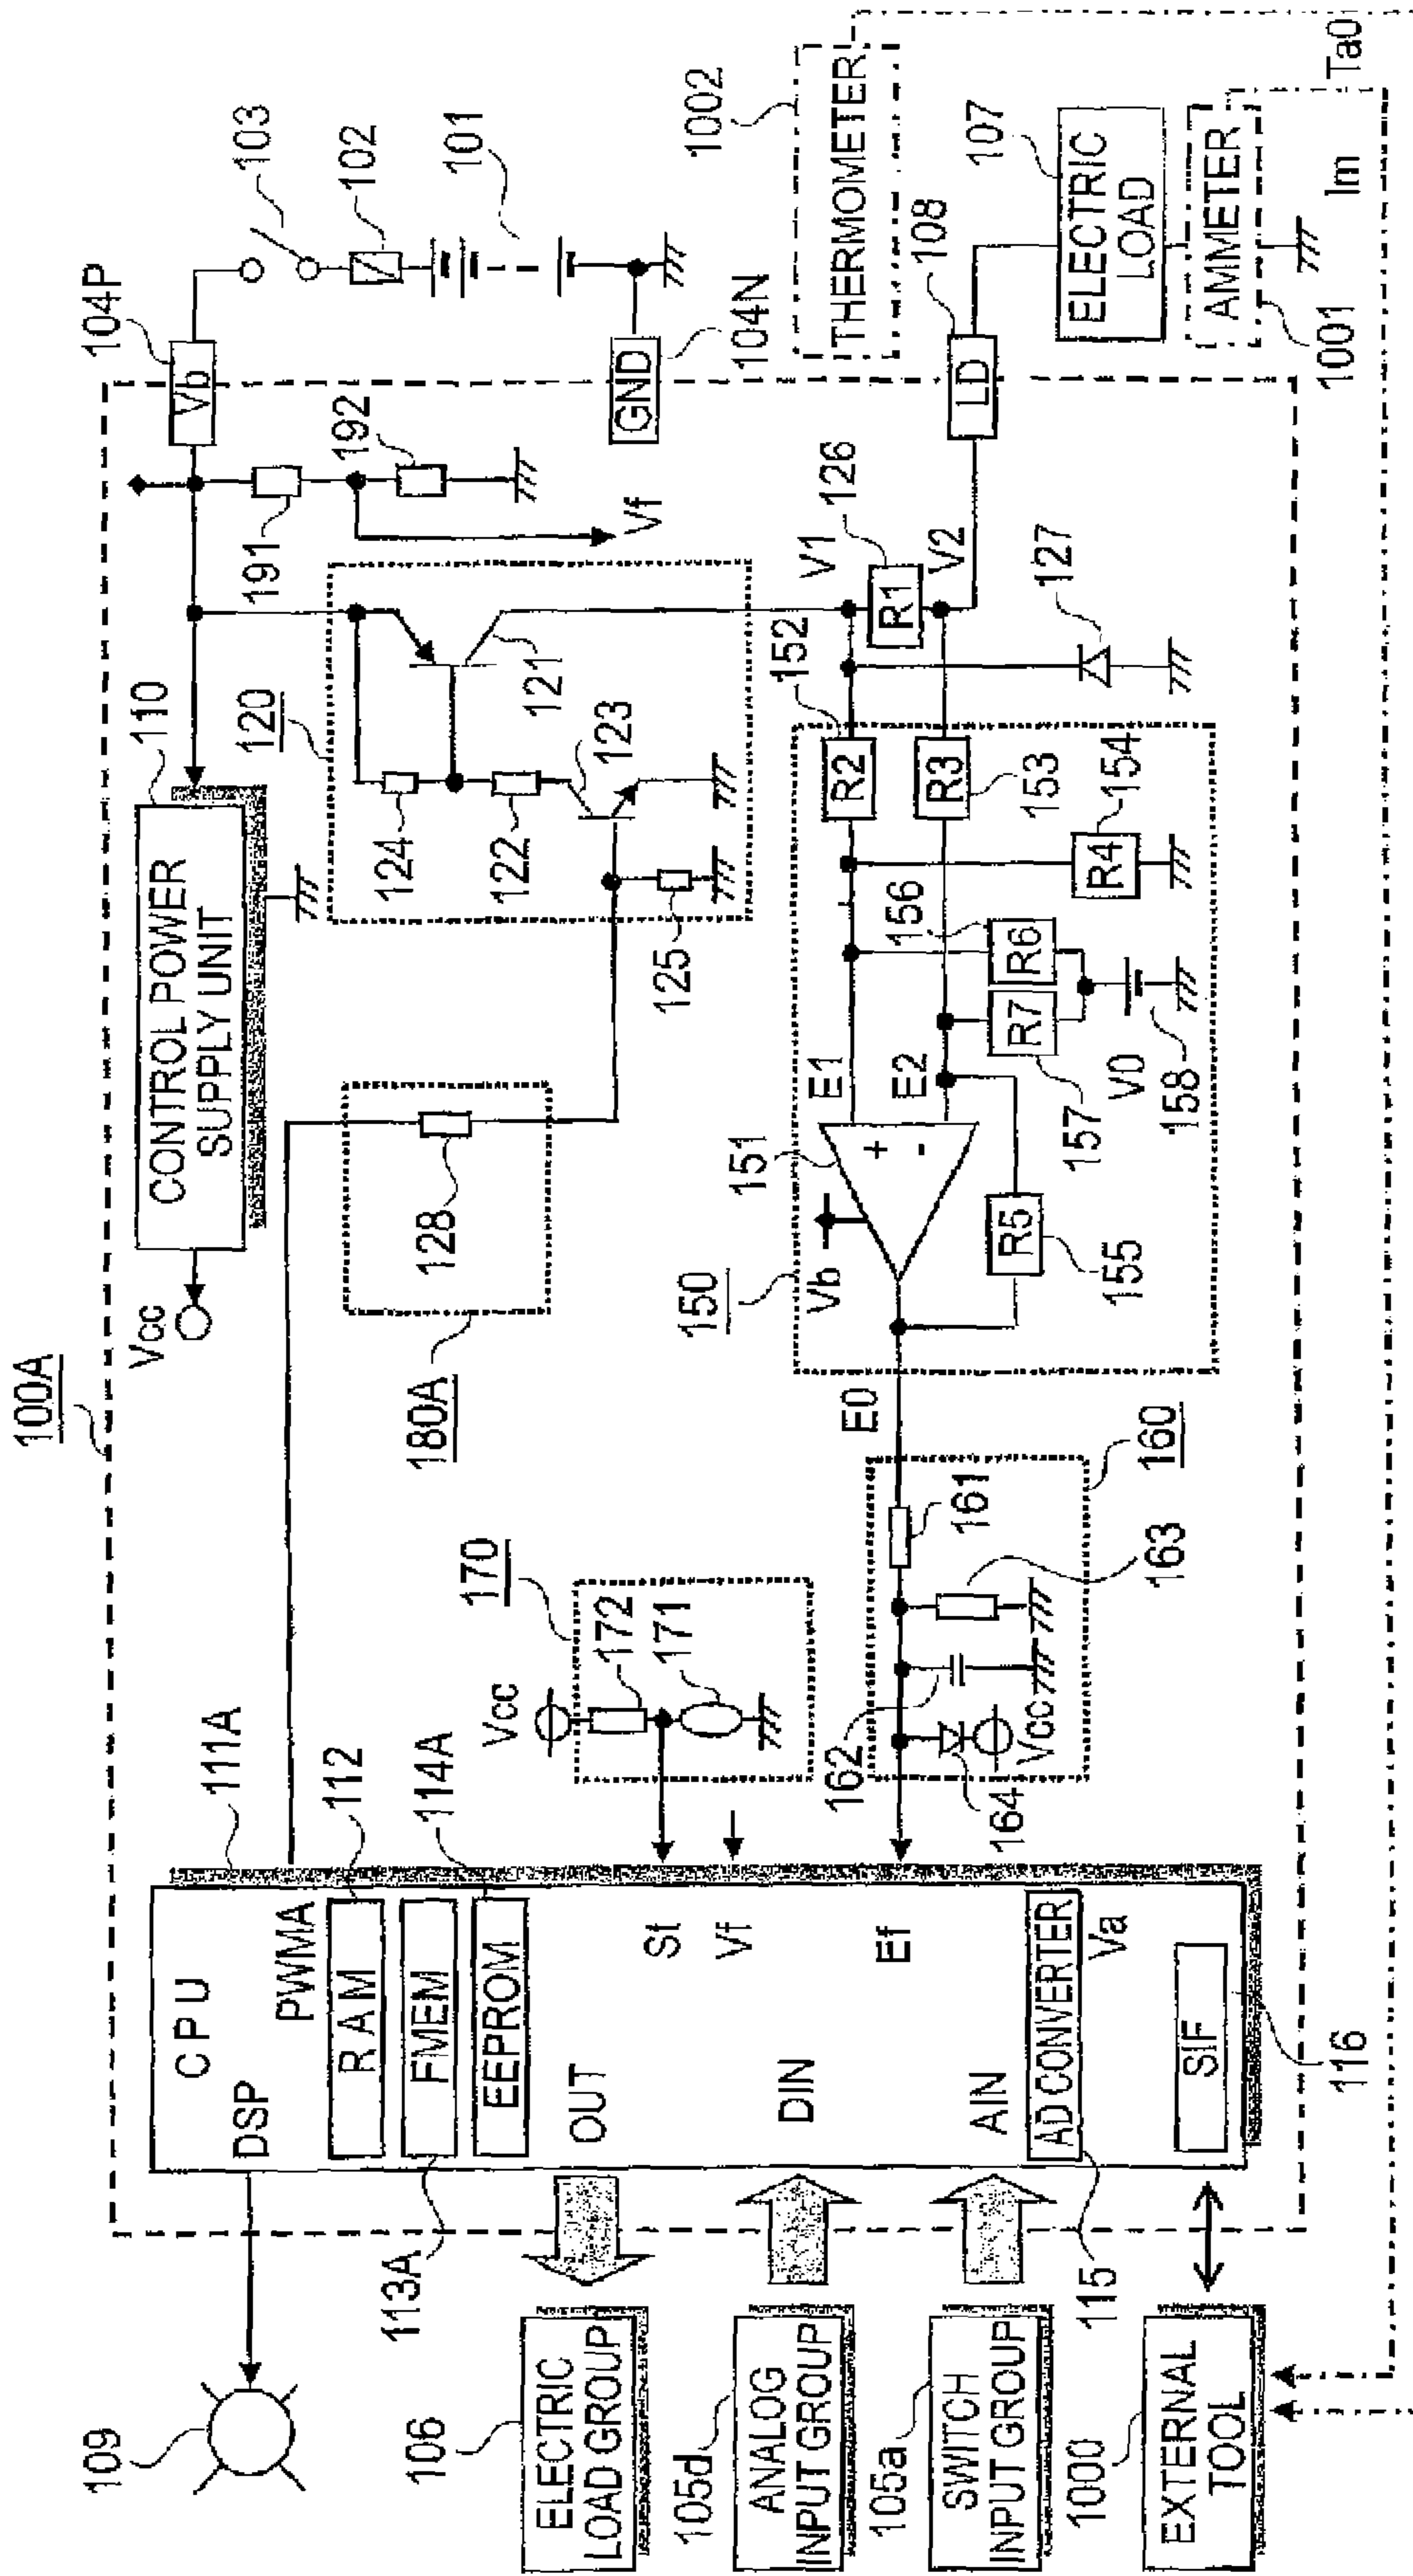 100A
109
CPU
DSP
PWMA
111A
RAM
112
FMEM
113A
EEPROM
114A
OUT
106
ELECTRIC
LOAD GROUP
St
Vf
DIN
105d
ANALOG
INPUT GROUP
Ef
AIN
105a
SWITCH
INPUT GROUP
AD CONVERTER
115
Va
SIF
116
1000
EXTERNAL
TOOL
Vcc
CONTROL POWER
SUPPLY UNIT
110
Vb
104P
103
102
101
GND
104N
191
192
Vf
120
121
122
123
124
125
128
180A
170
Vcc
172
171
V1
R1
126
V2
LD
108
127
THERMOMETER
1002
ELECTRIC
LOAD
107
AMMETER
1001
Im
Ta0
150
Vb
151
+
-
E1
E2
R2
152
R3
153
R4
154
R5
155
R6
156
R7
157
V0
158
E0
160
161
163
162
164
Vcc